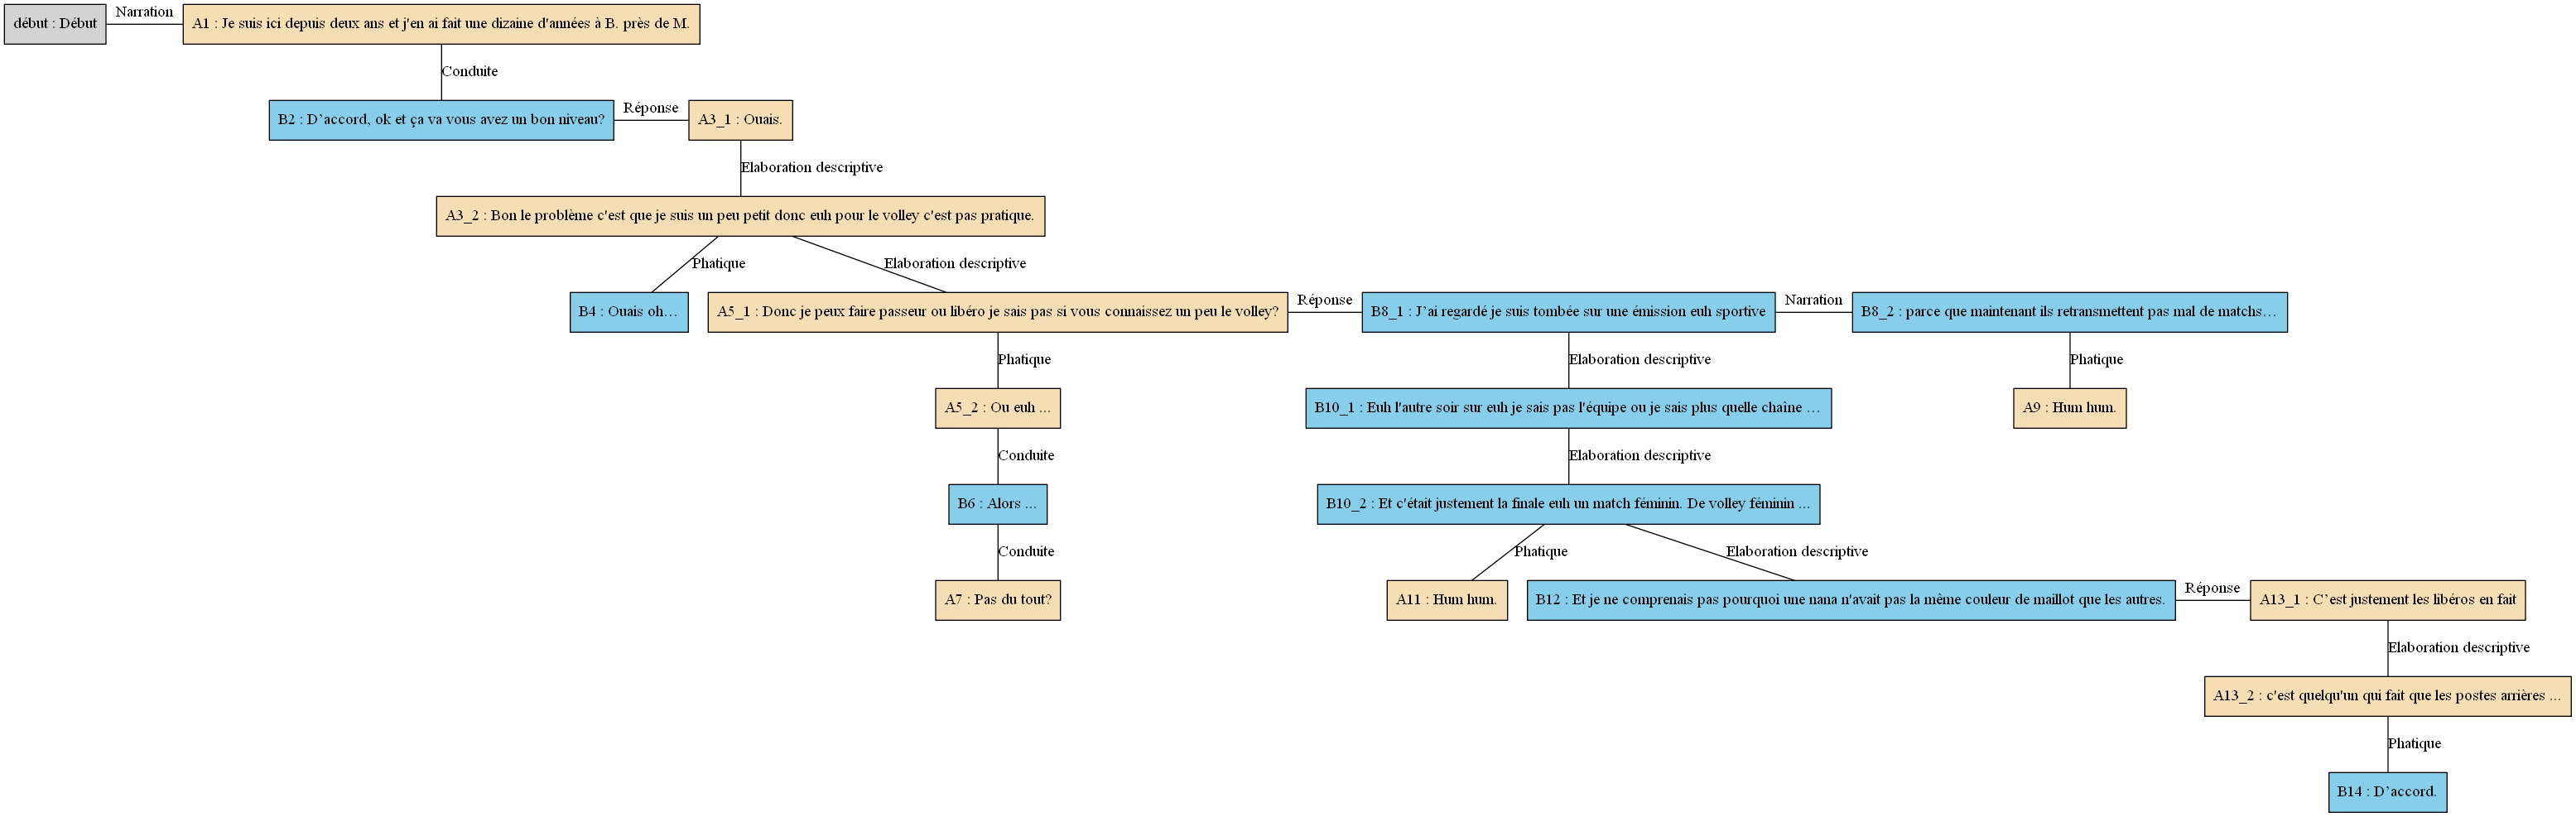 début : Début
Narration
A1 : Je suis ici depuis deux ans et j'en ai fait une dizaine d'années à B. près de M.
Conduite
B2 : D’accord, ok et ça va vous avez un bon niveau?
Réponse
A3_1 : Ouais.
Elaboration descriptive
A3_2 : Bon le problème c'est que je suis un peu petit donc euh pour le volley c'est pas pratique.
Phatique
Elaboration descriptive
B4 : Ouais oh…
A5_1 : Donc je peux faire passeur ou libéro je sais pas si vous connaissez un peu le volley?
Réponse
B8_1 : J’ai regardé je suis tombée sur une émission euh sportive
Narration
B8_2 : parce que maintenant ils retransmettent pas mal de matchs…
Phatique
Elaboration descriptive
Phatique
A5_2 : Ou euh ...
B10_1 : Euh l'autre soir sur euh je sais pas l'équipe ou je sais plus quelle chaîne …
A9 : Hum hum.
Conduite
Elaboration descriptive
B6 : Alors ...
B10_2 : Et c'était justement la finale euh un match féminin. De volley féminin ...
Conduite
Phatique
Elaboration descriptive
A7 : Pas du tout?
A11 : Hum hum.
B12 : Et je ne comprenais pas pourquoi une nana n'avait pas la même couleur de maillot que les autres.
Réponse
A13_1 : C’est justement les libéros en fait
Elaboration descriptive
A13_2 : c'est quelqu'un qui fait que les postes arrières ...
Phatique
B14 : D’accord.